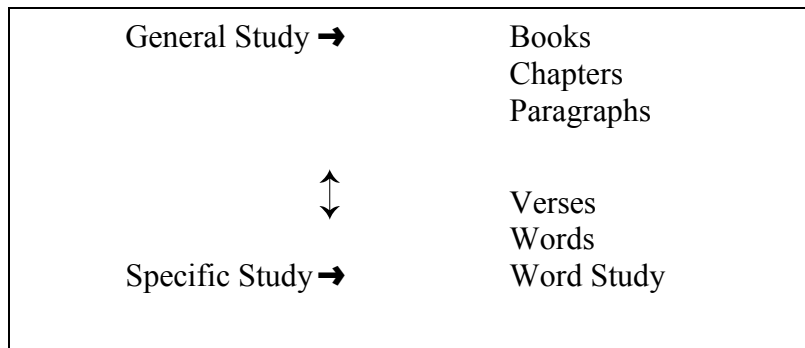 General Study ➞ Books
Chapters
Paragraphs
↕
Verses
Words
Specific Study ➞ Word Study